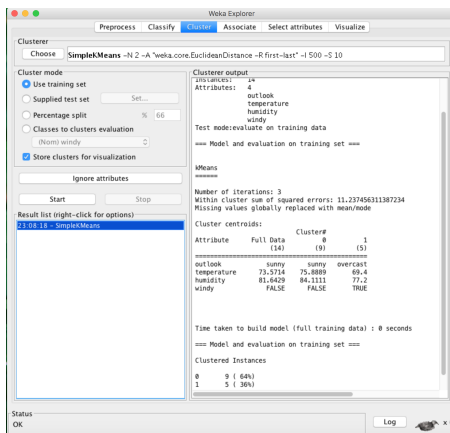 Weka Explorer
Preprocess Classify Cluster Associate Select attributes Visualize
Clusterer
Choose SimpleKMeans -N 2 -A "weka.core.EuclideanDistance -R first-last" -I 500 -S 10
Cluster mode
Use training set
Supplied test set Set...
Percentage split % 66
Classes to clusters evaluation
(Nom) windy
Store clusters for visualization
Ignore attributes
Start Stop
Result list (right-click for options)
23:08:18 - SimpleKMeans
Clusterer output
Instances: 14
Attributes: 4
outlook
temperature
humidity
windy
Test mode:evaluate on training data
=== Model and evaluation on training set ===
kMeans
======
Number of iterations: 3
Within cluster sum of squared errors: 11.237456311387234
Missing values globally replaced with mean/mode
Cluster centroids:
Cluster#
Attribute Full Data 0 1
(14) (9) (5)
==============================================
outlook sunny sunny overcast
temperature 73.5714 75.8889 69.4
humidity 81.6429 84.1111 77.2
windy FALSE FALSE TRUE
Time taken to build model (full training data) : 0 seconds
=== Model and evaluation on training set ===
Clustered Instances
0 9 ( 64%)
1 5 ( 36%)
Status
OK
Log
x